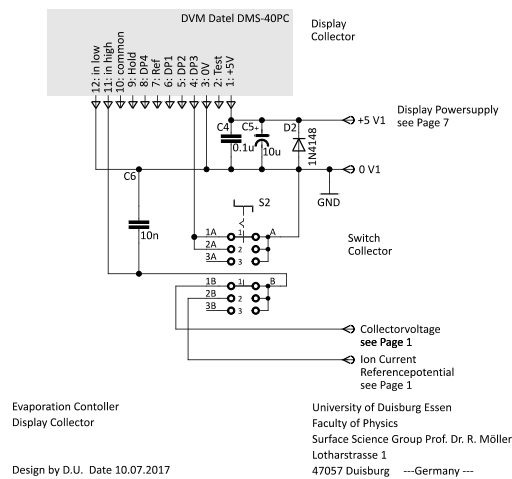 DVM Datel DMS-40PC
Display
Collector
12: in low
11: in high
10: common
9: Hold
8: DP4
7: Ref
6: DP1
5: DP2
4: DP3
3: 0V
2: Test
1: +5V
C4
0.1u
C5
+
10u
D2
1N4148
+5 V1
Display Powersupply
see Page 7
0 V1
GND
C6
10n
S2
1A
1
A
2A
2
3A
3
Switch
Collector
1B
1
B
2B
2
3B
3
Collectorvoltage
see Page 1
Ion Current
Referencepotential
see Page 1
Evaporation Contoller
Display Collector
Design by D.U. Date 10.07.2017
University of Duisburg Essen
Faculty of Physics
Surface Science Group Prof. Dr. R. Möller
Lotharstrasse 1
47057 Duisburg ---Germany ---